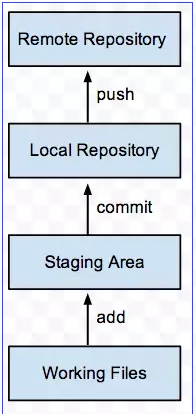 Remote Repository
push
Local Repository
commit
Staging Area
add
Working Files